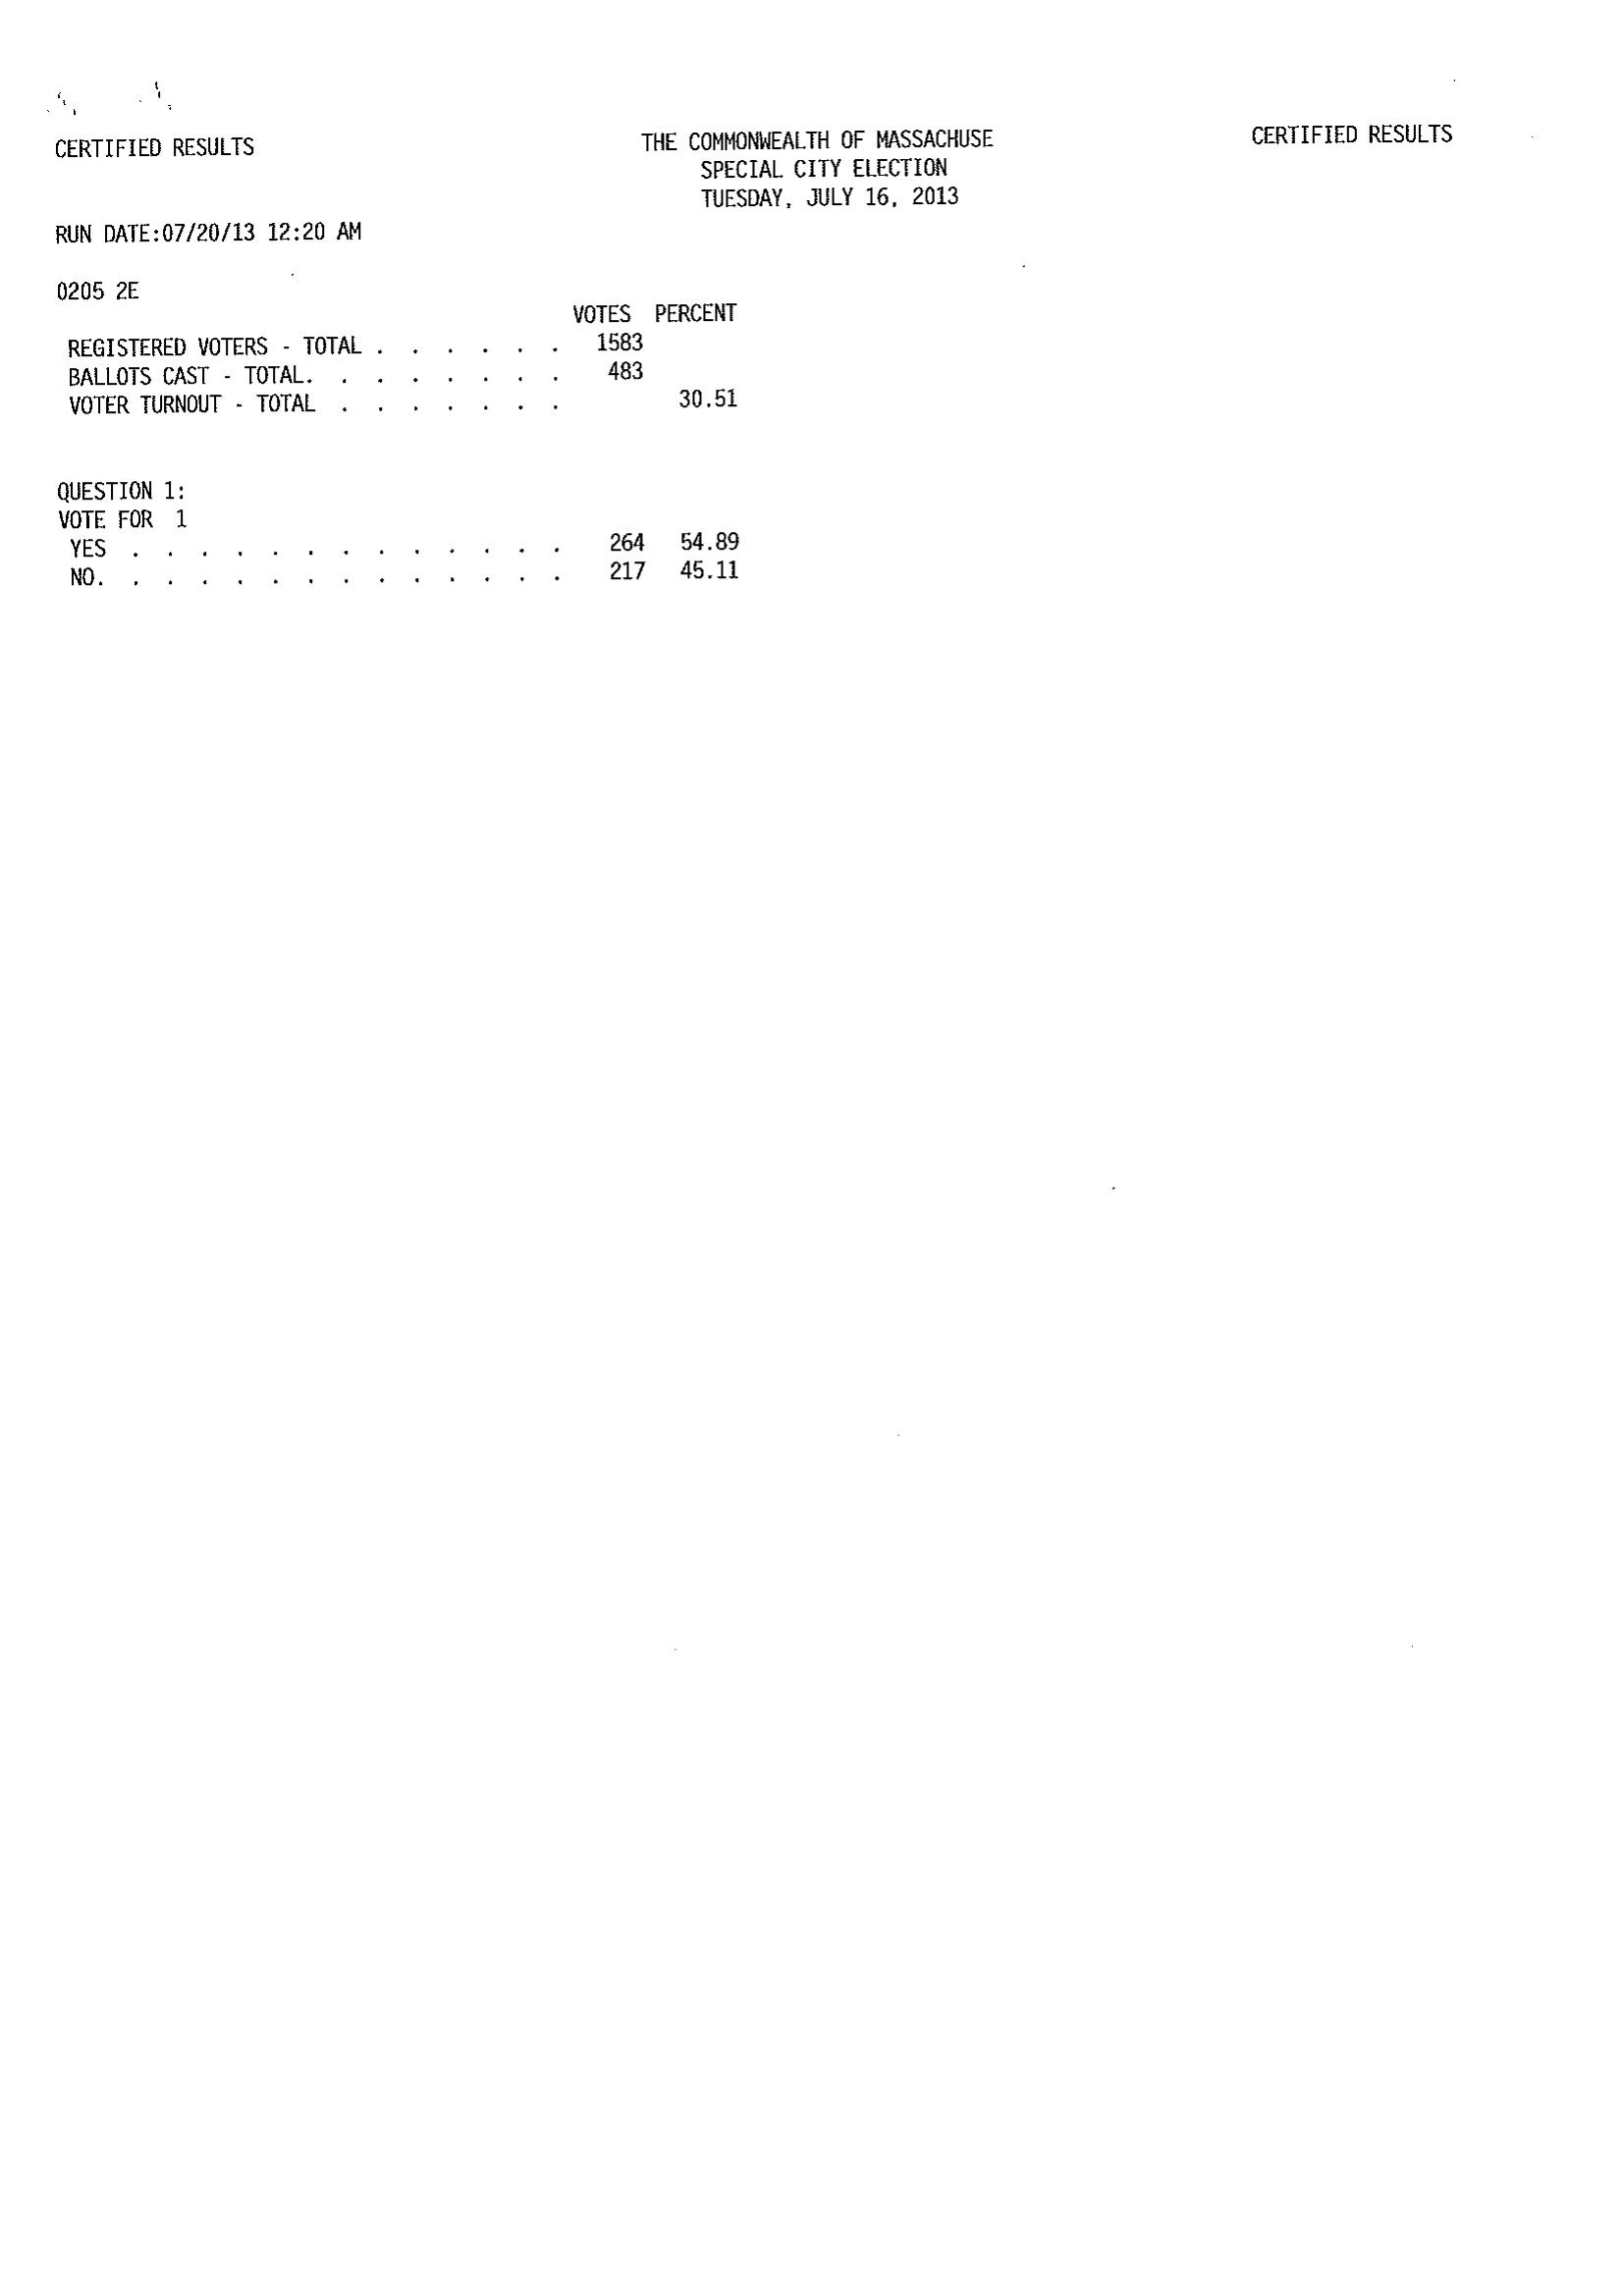 CERTIFIED RESULTS THE COMMONWEALTH OF MASSACHUSE CERTIFIED RESULTS
SPECIAL CITY ELECTION
TUESDAY, JULY 16, 2013
RUN DATE:07/20/13 12:20 AM
0205 2E
VOTES PERCENT
REGISTERED VOTERS - TOTAL . . . . . . 1583
BALLOTS CAST - TOTAL. . . . . . . . 483
VOTER TURNOUT - TOTAL . . . . . . . 30.51
QUESTION 1:
VOTE FOR 1
YES . . . . . . . . . . . . . 264 54.89
NO. . . . . . . . . . . . . . 217 45.11